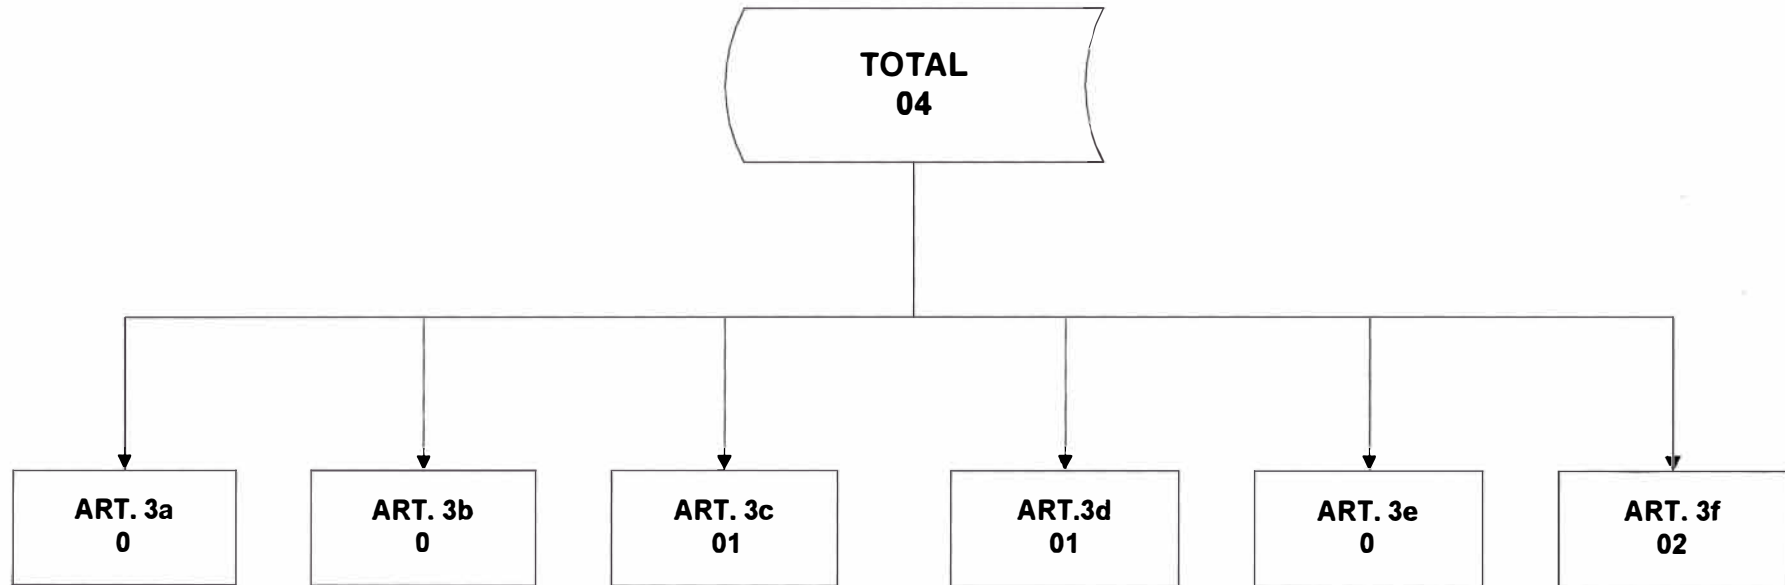 TOTAL
04
ART. 3a
0
ART. 3b
0
ART. 3c
01
ART.3d
01
ART. 3e
0
ART. 3f
02